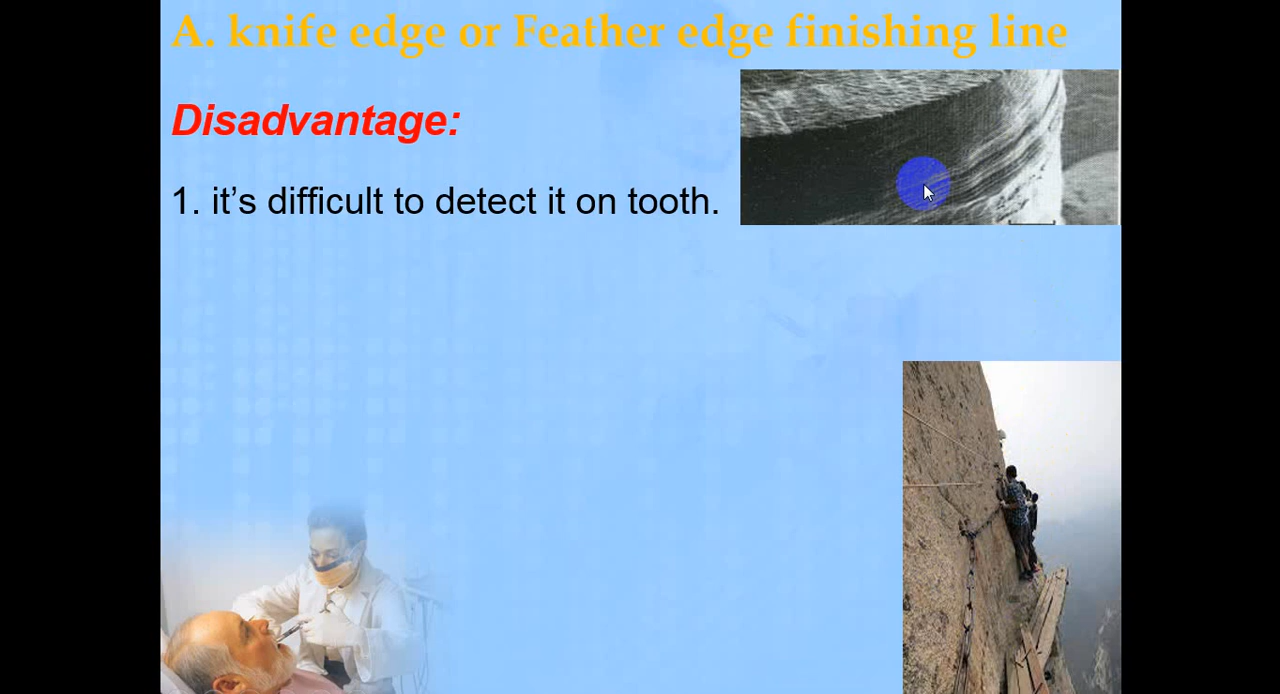 A. knife edge or Feather edge finishing line
Disadvantage:
1. it’s difficult to detect it on tooth.